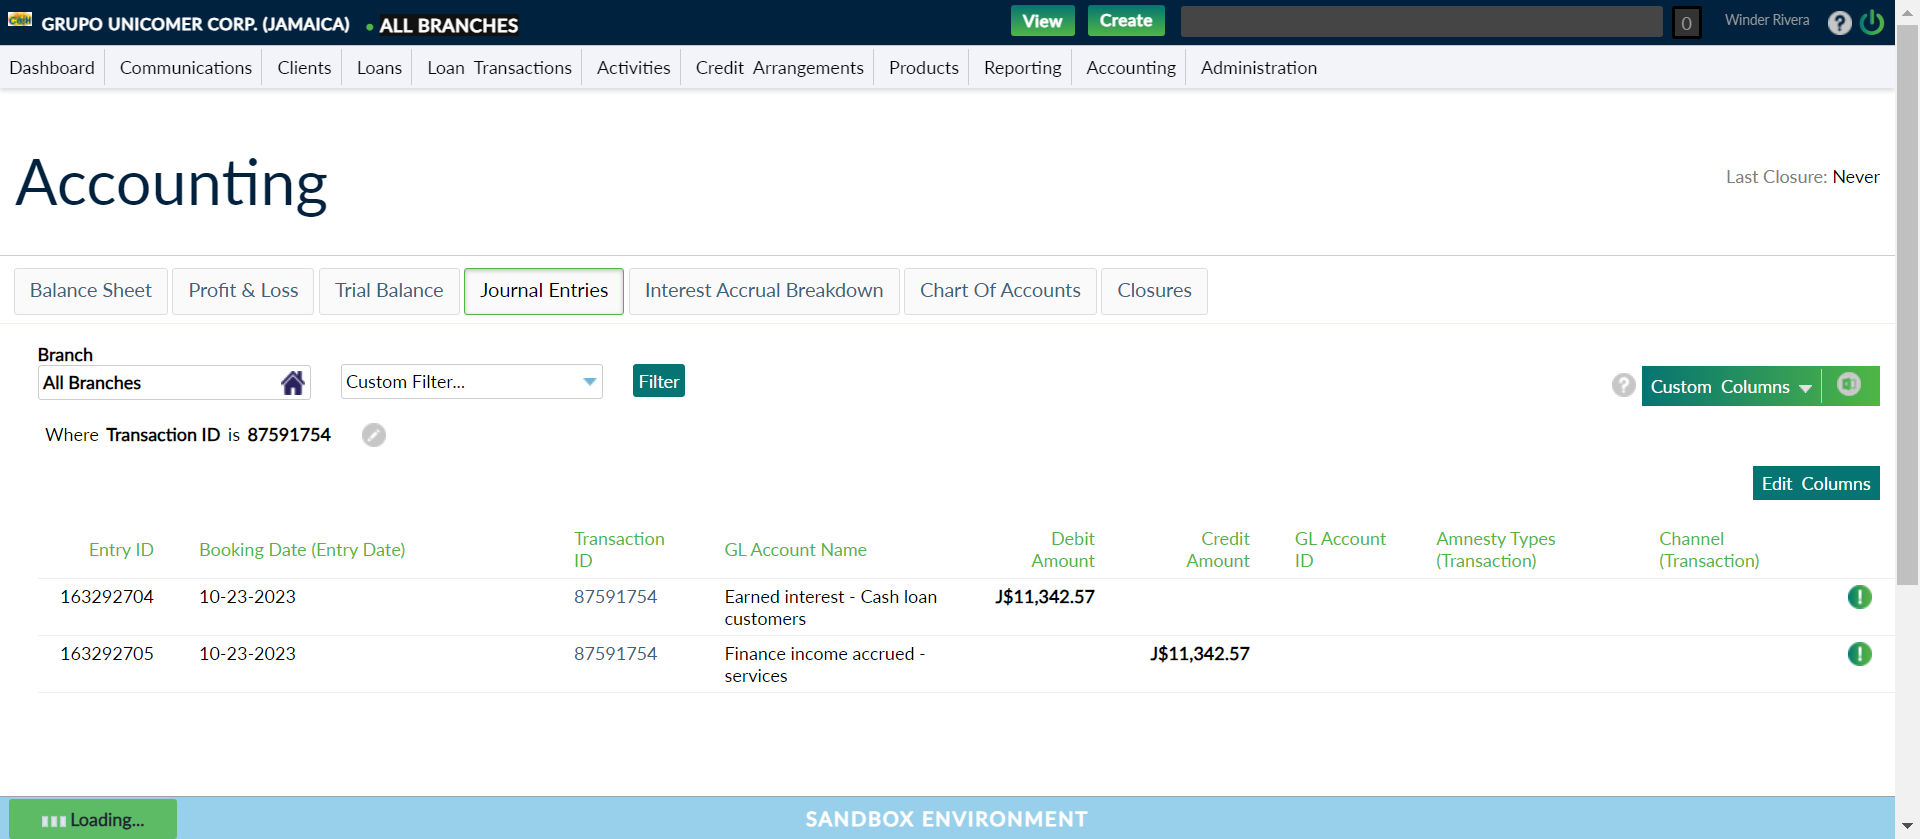 Cash GRUPO UNICOMER CORP. (JAMAICA) • ALL BRANCHES View Create 0 Winder Rivera ?
Dashboard Communications Clients Loans Loan Transactions Activities Credit Arrangements Products Reporting Accounting Administration
Accounting
Last Closure: Never
Balance Sheet Profit & Loss Trial Balance Journal Entries Interest Accrual Breakdown Chart Of Accounts Closures
Branch
All Branches Custom Filter... Filter ? Custom Columns
Where Transaction ID is 87591754
Edit Columns
Entry ID Booking Date (Entry Date) Transaction ID GL Account Name Debit Amount Credit Amount GL Account ID Amnesty Types (Transaction) Channel (Transaction)
163292704 10-23-2023 87591754 Earned interest - Cash loan J$11,342.57 !
customers
163292705 10-23-2023 87591754 Finance income accrued - J$11,342.57 !
services
Loading... SANDBOX ENVIRONMENT